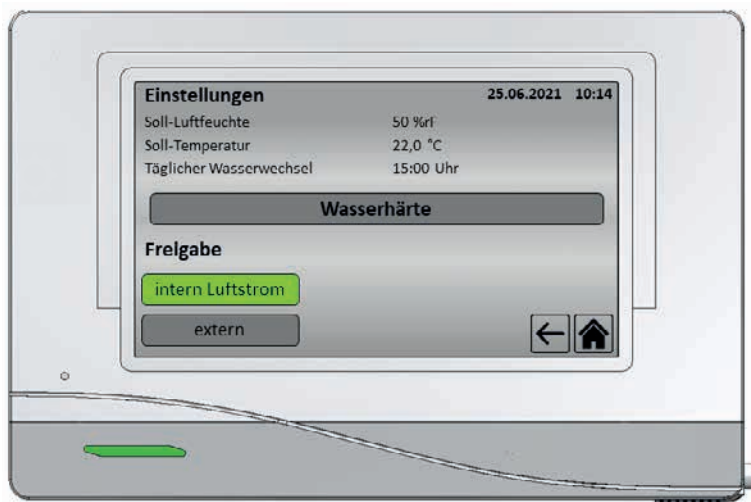 Einstellungen 25.06.2021 10:14
Soll-Luftfeuchte 50 %rF
Soll-Temperatur 22,0 °C
Täglicher Wasserwechsel 15:00 Uhr
Wasserhärte
Freigabe
intern Luftstrom
extern